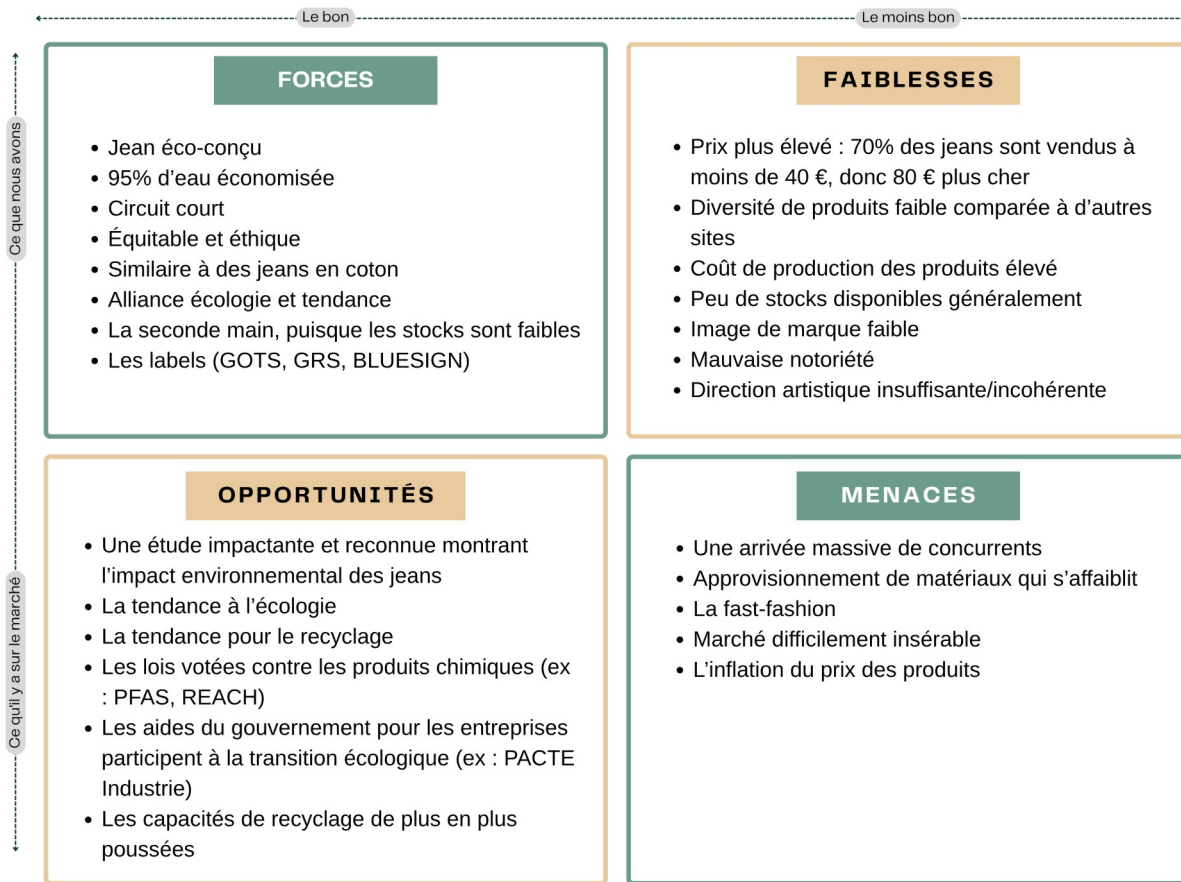 Le bon
Le moins bon
Ce que nous avons
Ce qu'il y a sur le marché
FORCES
• Jean éco-conçu
• 95% d'eau économisée
• Circuit court
• Équitable et éthique
• Similaire à des jeans en coton
• Alliance écologie et tendance
• La seconde main, puisque les stocks sont faibles
• Les labels (GOTS, GRS, BLUESIGN)
FAIBLESSES
• Prix plus élevé : 70% des jeans sont vendus à
moins de 40 €, donc 80 € plus cher
• Diversité de produits faible comparée à d'autres
sites
• Coût de production des produits élevé
• Peu de stocks disponibles généralement
• Image de marque faible
• Mauvaise notoriété
• Direction artistique insuffisante/incohérente
OPPORTUNITÉS
• Une étude impactante et reconnue montrant
l'impact environnemental des jeans
• La tendance à l'écologie
• La tendance pour le recyclage
• Les lois votées contre les produits chimiques (ex
: PFAS, REACH)
• Les aides du gouvernement pour les entreprises
participent à la transition écologique (ex : PACTE
Industrie)
• Les capacités de recyclage de plus en plus
poussées
MENACES
• Une arrivée massive de concurrents
• Approvisionnement de matériaux qui s'affaiblit
• La fast-fashion
• Marché difficilement insérable
• L'inflation du prix des produits